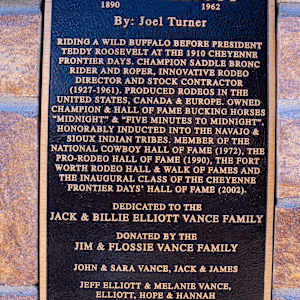 1890 1962
By: Joel Turner
RIDING A WILD BUFFALO BEFORE PRESIDENT
TEDDY ROOSEVELT AT THE 1910 CHEYENNE
FRONTIER DAYS. CHAMPION SADDLE BRONC
RIDER AND ROPER, INNOVATIVE RODEO
DIRECTOR AND STOCK CONTRACTOR
(1927-1961). PRODUCED RODEOS IN THE
UNITED STATES, CANADA & EUROPE. OWNED
CHAMPION & HALL OF FAME BUCKING HORSES
"MIDNIGHT" & "FIVE MINUTES TO MIDNIGHT".
HONORABLY INDUCTED INTO THE NAVAJO &
SIOUX INDIAN TRIBES. MEMBER OF THE
NATIONAL COWBOY HALL OF FAME (1972), THE
PRO-RODEO HALL OF FAME (1990), THE FORT
WORTH RODEO HALL & WALK OF FAMES AND
THE INAUGURAL CLASS OF THE CHEYENNE
FRONTIER DAYS' HALL OF FAME (2002).
DEDICATED TO THE
JACK & BILLIE ELLIOTT VANCE FAMILY
DONATED BY THE
JIM & FLOSSIE VANCE FAMILY
JOHN & SARA VANCE, JACK & JAMES
JEFF ELLIOTT & MELANIE VANCE,
ELLIOTT, HOPE & HANNAH